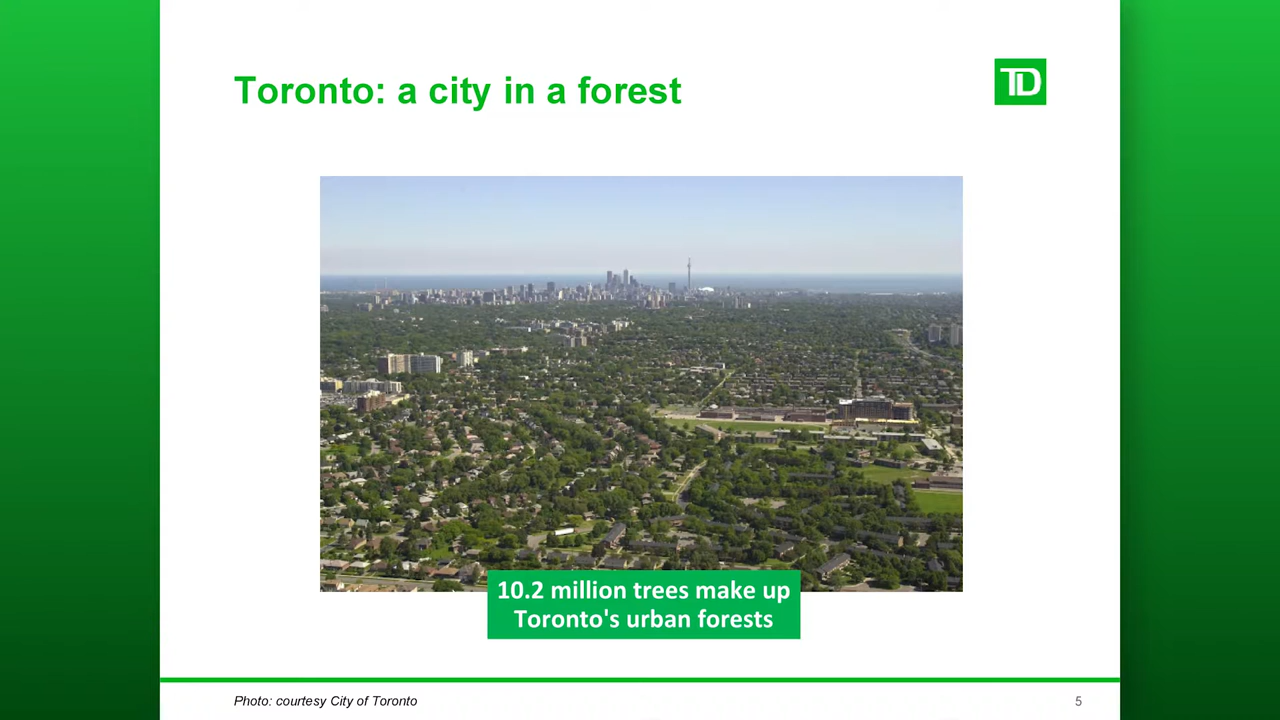 Toronto: a city in a forest
TD
10.2 million trees make up
Toronto's urban forests
Photo: courtesy City of Toronto
5